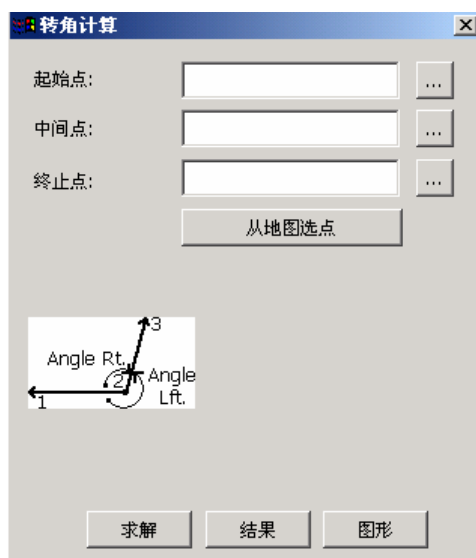 转角计算
起始点:
...
中间点:
...
终止点:
...
从地图选点
3
Angle Rt.
2
Angle
1
Lft.
求解
结果
图形